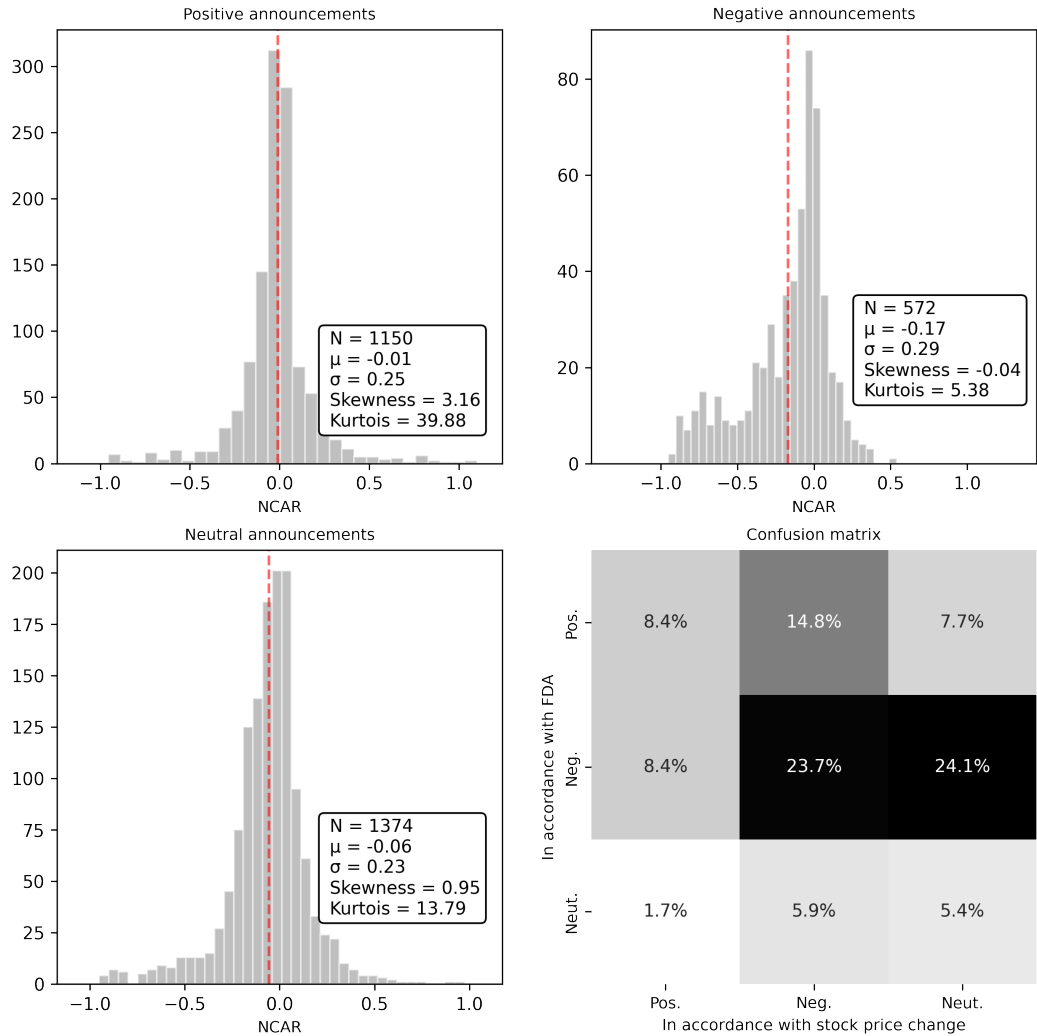 Positive announcements
300
250
200
150
100
50
0
N = 1150
μ = -0.01
σ = 0.25
Skewness = 3.16
Kurtois = 39.88
−1.0 −0.5 0.0 0.5 1.0
NCAR
Negative announcements
80
60
40
20
0
N = 572
μ = -0.17
σ = 0.29
Skewness = -0.04
Kurtois = 5.38
−1.0 −0.5 0.0 0.5 1.0
NCAR
Neutral announcements
200
175
150
125
100
75
50
25
0
N = 1374
μ = -0.06
σ = 0.23
Skewness = 0.95
Kurtois = 13.79
−1.0 −0.5 0.0 0.5 1.0
NCAR
Confusion matrix
In accordance with FDA
Pos. 8.4% 14.8% 7.7%
Neg. 8.4% 23.7% 24.1%
Neut. 1.7% 5.9% 5.4%
Pos. Neg. Neut.
In accordance with stock price change